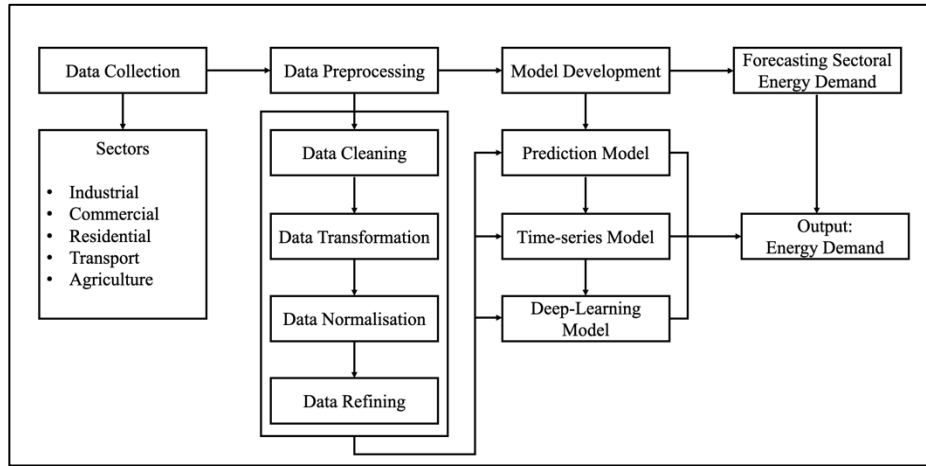 Data Collection
Data Preprocessing
Model Development
Forecasting Sectoral
Energy Demand
Sectors
• Industrial
• Commercial
• Residential
• Transport
• Agriculture
Data Cleaning
Data Transformation
Data Normalisation
Data Refining
Prediction Model
Time-series Model
Deep-Learning
Model
Output:
Energy Demand